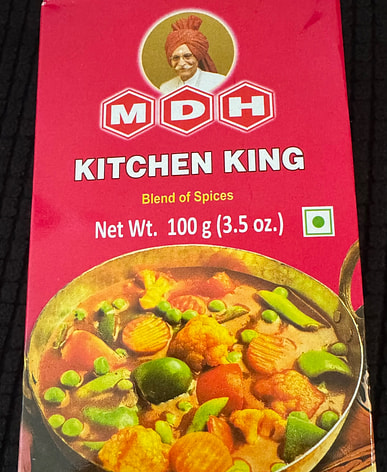 MDH
KITCHEN KING
Blend of Spices
Net Wt. 100 g (3.5 oz.)